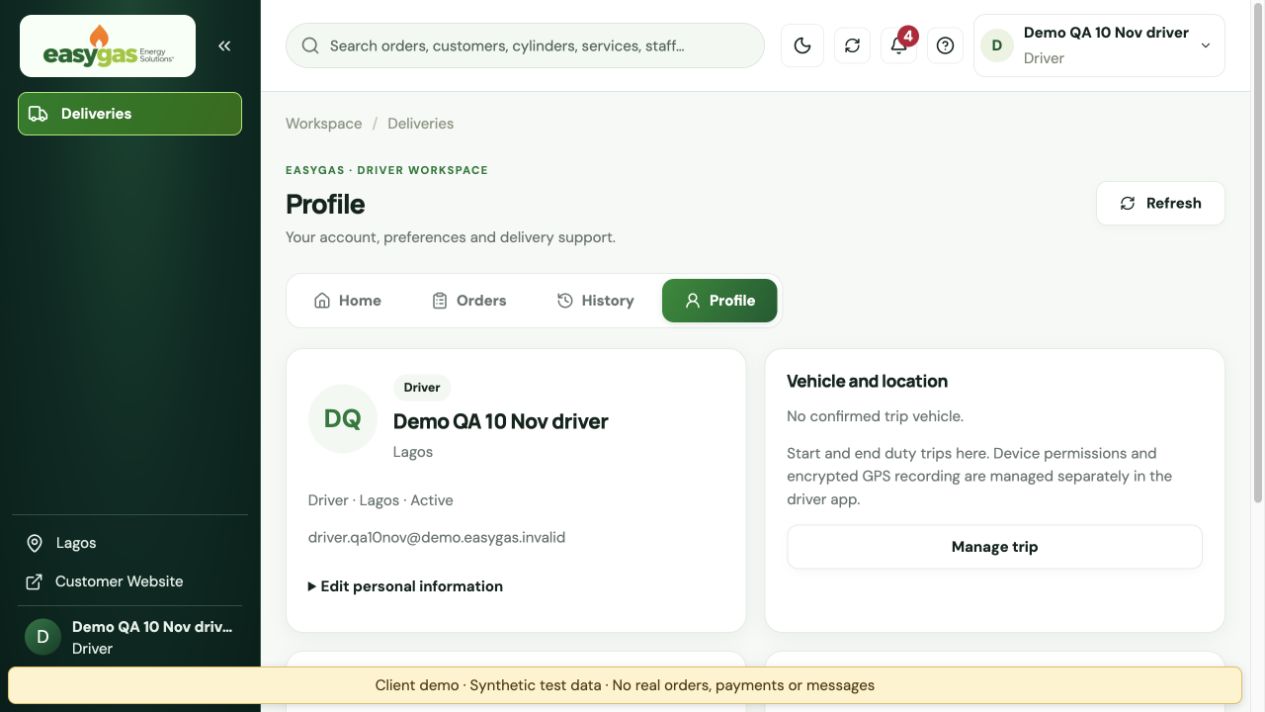 easygas Energy Solutions
Deliveries
Lagos
Customer Website
D
Demo QA 10 Nov driv...
Driver
Search orders, customers, cylinders, services, staff...
4
D
Demo QA 10 Nov driver
Driver
Workspace / Deliveries
EASYGAS · DRIVER WORKSPACE
Profile
Your account, preferences and delivery support.
Refresh
Home
Orders
History
Profile
DQ
Driver
Demo QA 10 Nov driver
Lagos
Driver · Lagos · Active
driver.qa10nov@demo.easygas.invalid
Edit personal information
Vehicle and location
No confirmed trip vehicle.
Start and end duty trips here. Device permissions and
encrypted GPS recording are managed separately in the
driver app.
Manage trip
Client demo · Synthetic test data · No real orders, payments or messages